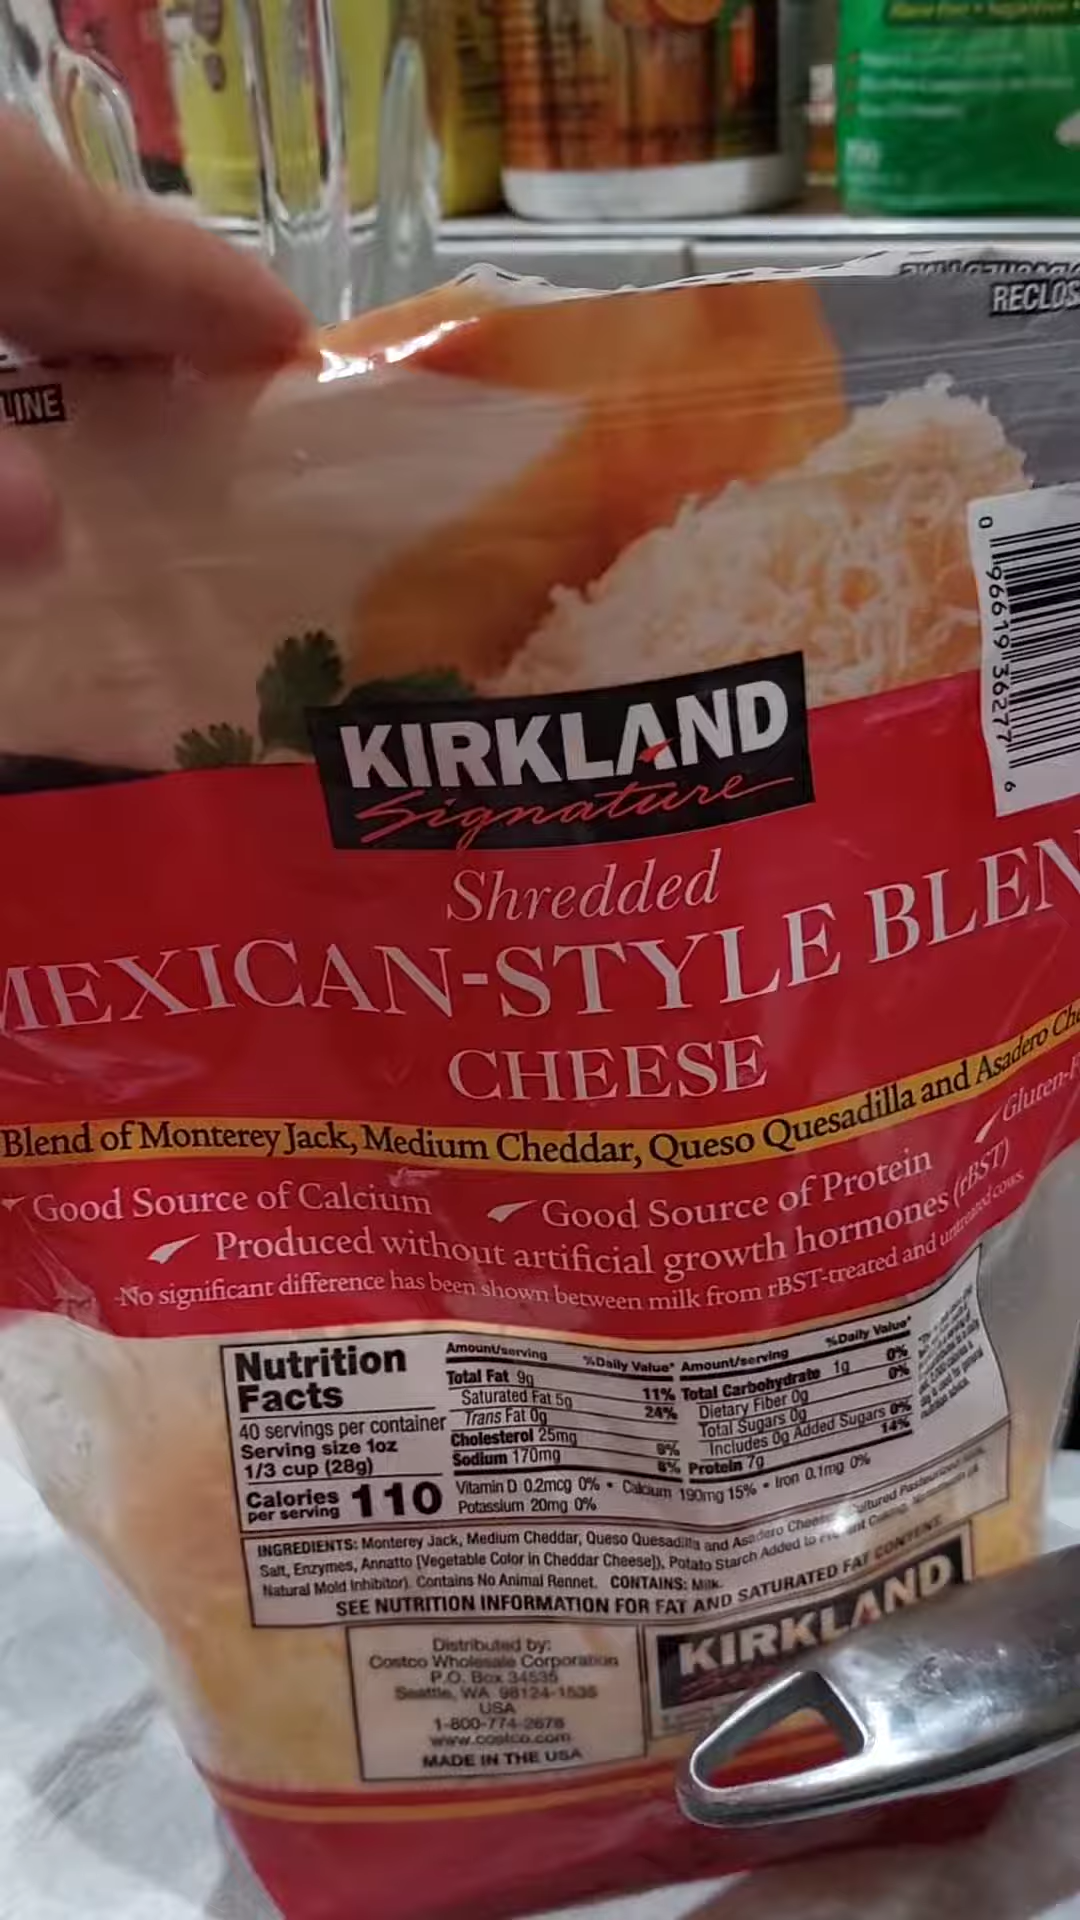 RECLOS
LINE
0 96619 36277 6
KIRKLAND
Signature
Shredded
MEXICAN-STYLE BLEN
CHEESE
Blend of Monterey Jack, Medium Cheddar, Queso Quesadilla and Asadero Che
Gluten-F
Good Source of Calcium
Good Source of Protein
Produced without artificial growth hormones (rBST)
No significant difference has been shown between milk from rBST-treated and untreated cows.
Nutrition
Facts
40 servings per container
Serving size 1oz
1/3 cup (28g)
Calories
per serving 110
Amount/serving %Daily Value*
Total Fat 9g 11%
Saturated Fat 5g 24%
Trans Fat 0g
Cholesterol 25mg 9%
Sodium 170mg 8%
Amount/serving %Daily Value*
Total Carbohydrate 1g 0%
Dietary Fiber 0g 0%
Total Sugars 0g
Includes 0g Added Sugars 0%
Protein 7g 14%
Vitamin D 0.2mcg 0% • Calcium 190mg 15% • Iron 0.1mg 0%
Potassium 20mg 0%
INGREDIENTS: Monterey Jack, Medium Cheddar, Queso Quesadilla and Asadero Cheese
Salt, Enzymes, Annatto [Vegetable Color in Cheddar Cheese]), Potato Starch Added to
Natural Mold Inhibitor). Contains No Animal Rennet. CONTAINS: Milk.
SEE NUTRITION INFORMATION FOR FAT AND SATURATED FAT CONTENT.
Distributed by:
Costco Wholesale Corporation
P.O. Box 34535
Seattle, WA 98124-1535
USA
1-800-774-2678
www.costco.com
MADE IN THE USA
KIRKLAND